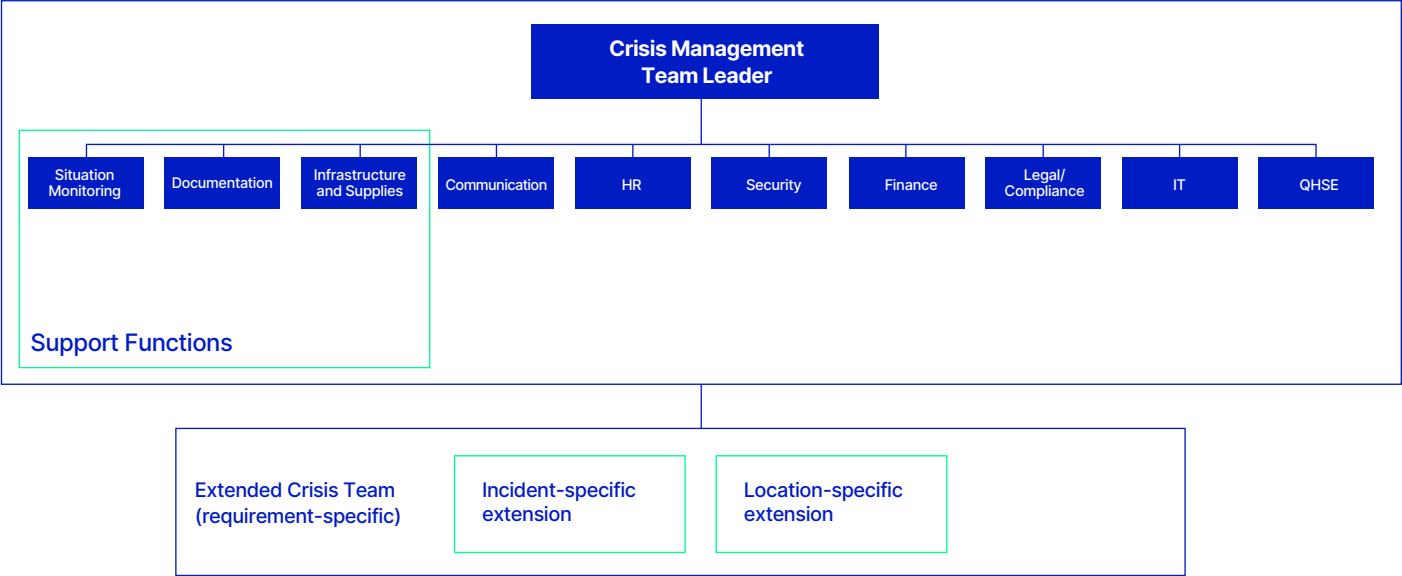 Crisis Management
Team Leader
Situation
Monitoring
Documentation
Infrastructure
and Supplies
Communication
HR
Security
Finance
Legal/
Compliance
IT
QHSE
Support Functions
Extended Crisis Team
(requirement-specific)
Incident-specific
extension
Location-specific
extension